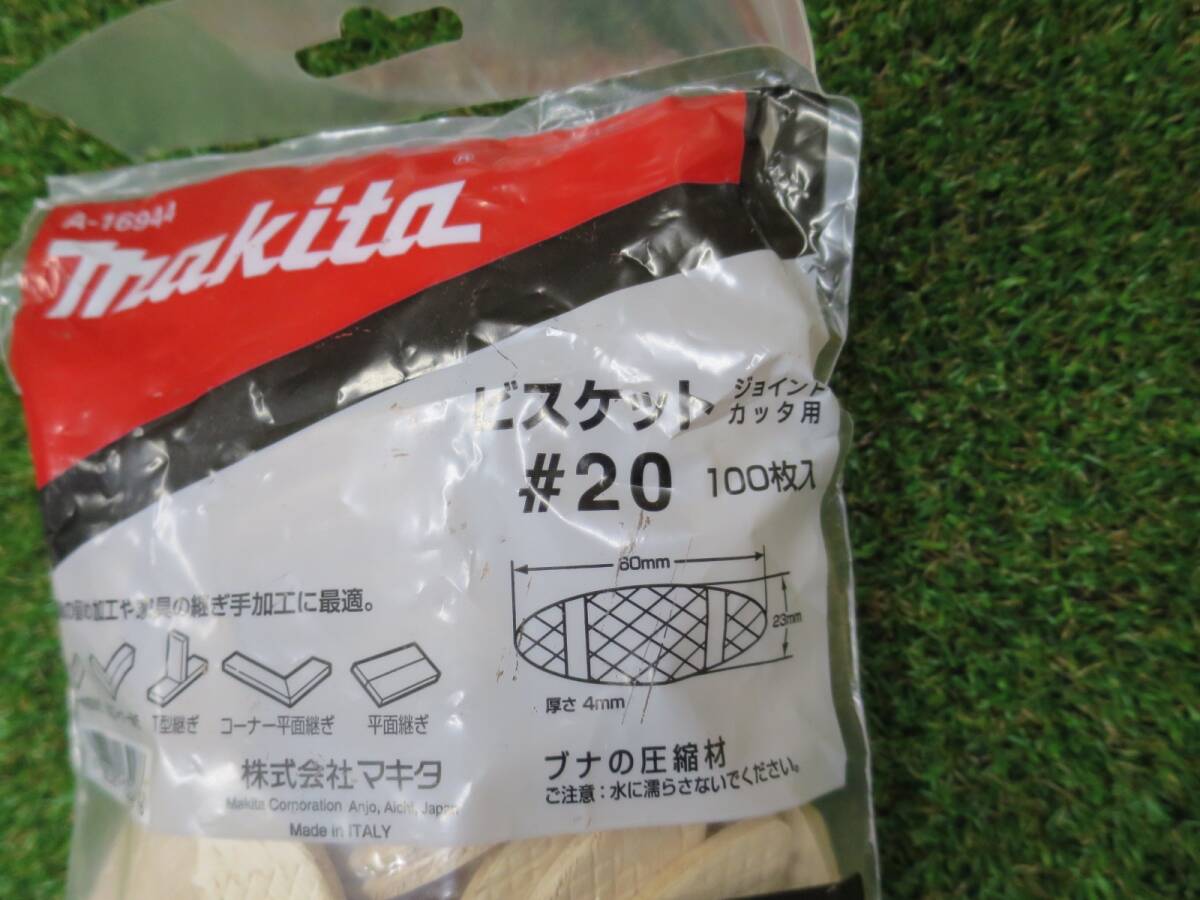 A-16944
makita®
ビスケット
ジョイント
カッタ用
#20 100枚入
60mm
23mm
厚さ 4mm
の継ぎ手加工に最適。
T型継ぎ
コーナー平面継ぎ
平面継ぎ
株式会社マキタ
Makita Corporation Anjo, Aichi, Japan
Made in ITALY
ブナの圧縮材
ご注意：水に濡らさないでください。